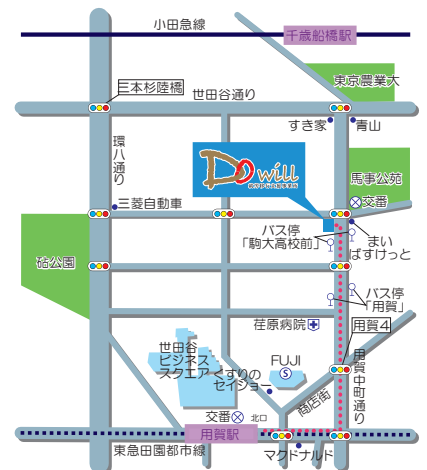 小田急線
千歳船橋駅
三本杉陸橋
世田谷通り
東京農業大
すき家
青山
環八通り
Do will
馬事公苑
三菱自動車
交番
バス停
「駒大高校前」
まい
ばすけっと
砧公園
バス停
「用賀」
荏原病院
用賀4
世田谷
ビジネス
スクエア
くすりの
セイジョー
FUJI
S
用賀中町通り
商店街
交番
北口
用賀駅
東急田園都市線
マクドナルド